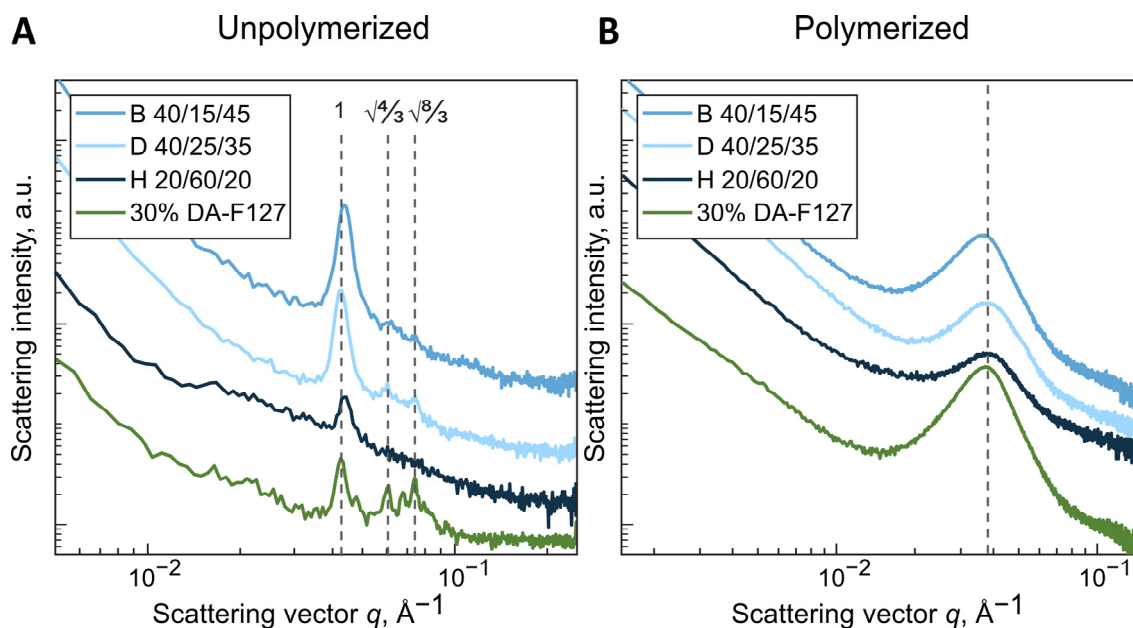 A
Unpolymerized
B 40/15/45
D 40/25/35
H 20/60/20
30% DA-F127
1
√4/3
√8/3
Scattering intensity, a.u.
10⁻²
10⁻¹
Scattering vector q, Å⁻¹
B
Polymerized
B 40/15/45
D 40/25/35
H 20/60/20
30% DA-F127
Scattering intensity, a.u.
10⁻²
10⁻¹
Scattering vector q, Å⁻¹